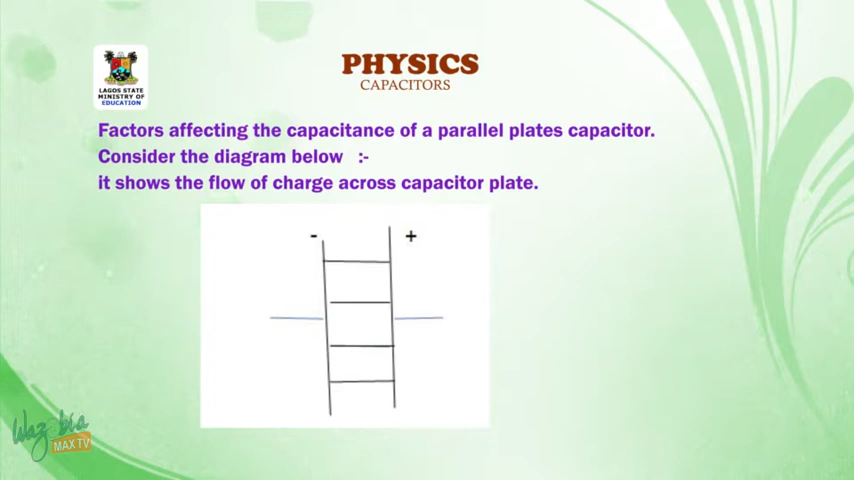 PHYSICS
CAPACITORS
LAGOS STATE
MINISTRY OF
EDUCATION
Factors affecting the capacitance of a parallel plates capacitor.
Consider the diagram below :-
it shows the flow of charge across capacitor plate.
- +
Wazobia
MAX TV